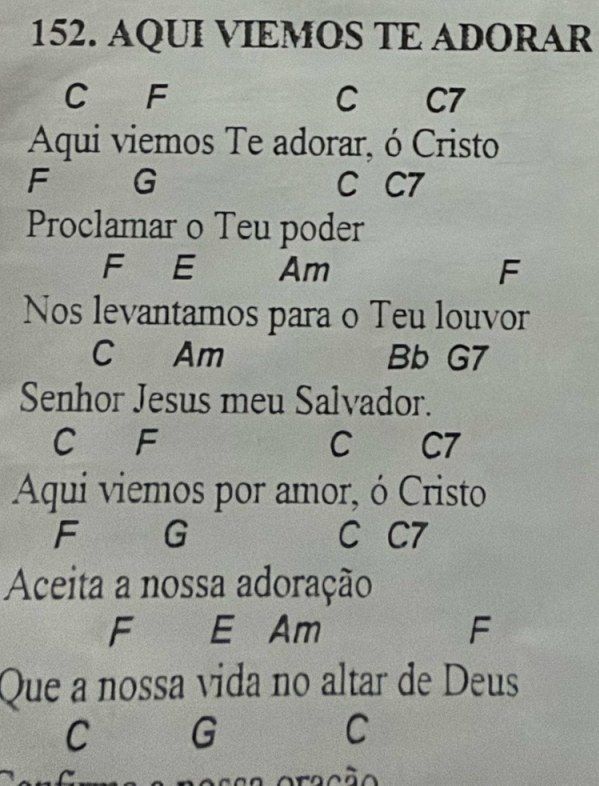 152. AQUI VIEMOS TE ADORAR
C F C C7
Aqui viemos Te adorar, ó Cristo
F G C C7
Proclamar o Teu poder
F E Am F
Nos levantamos para o Teu louvor
C Am Bb G7
Senhor Jesus meu Salvador.
C F C C7
Aqui viemos por amor, ó Cristo
F G C C7
Aceita a nossa adoração
F E Am F
Que a nossa vida no altar de Deus
C G C
a nossa oração